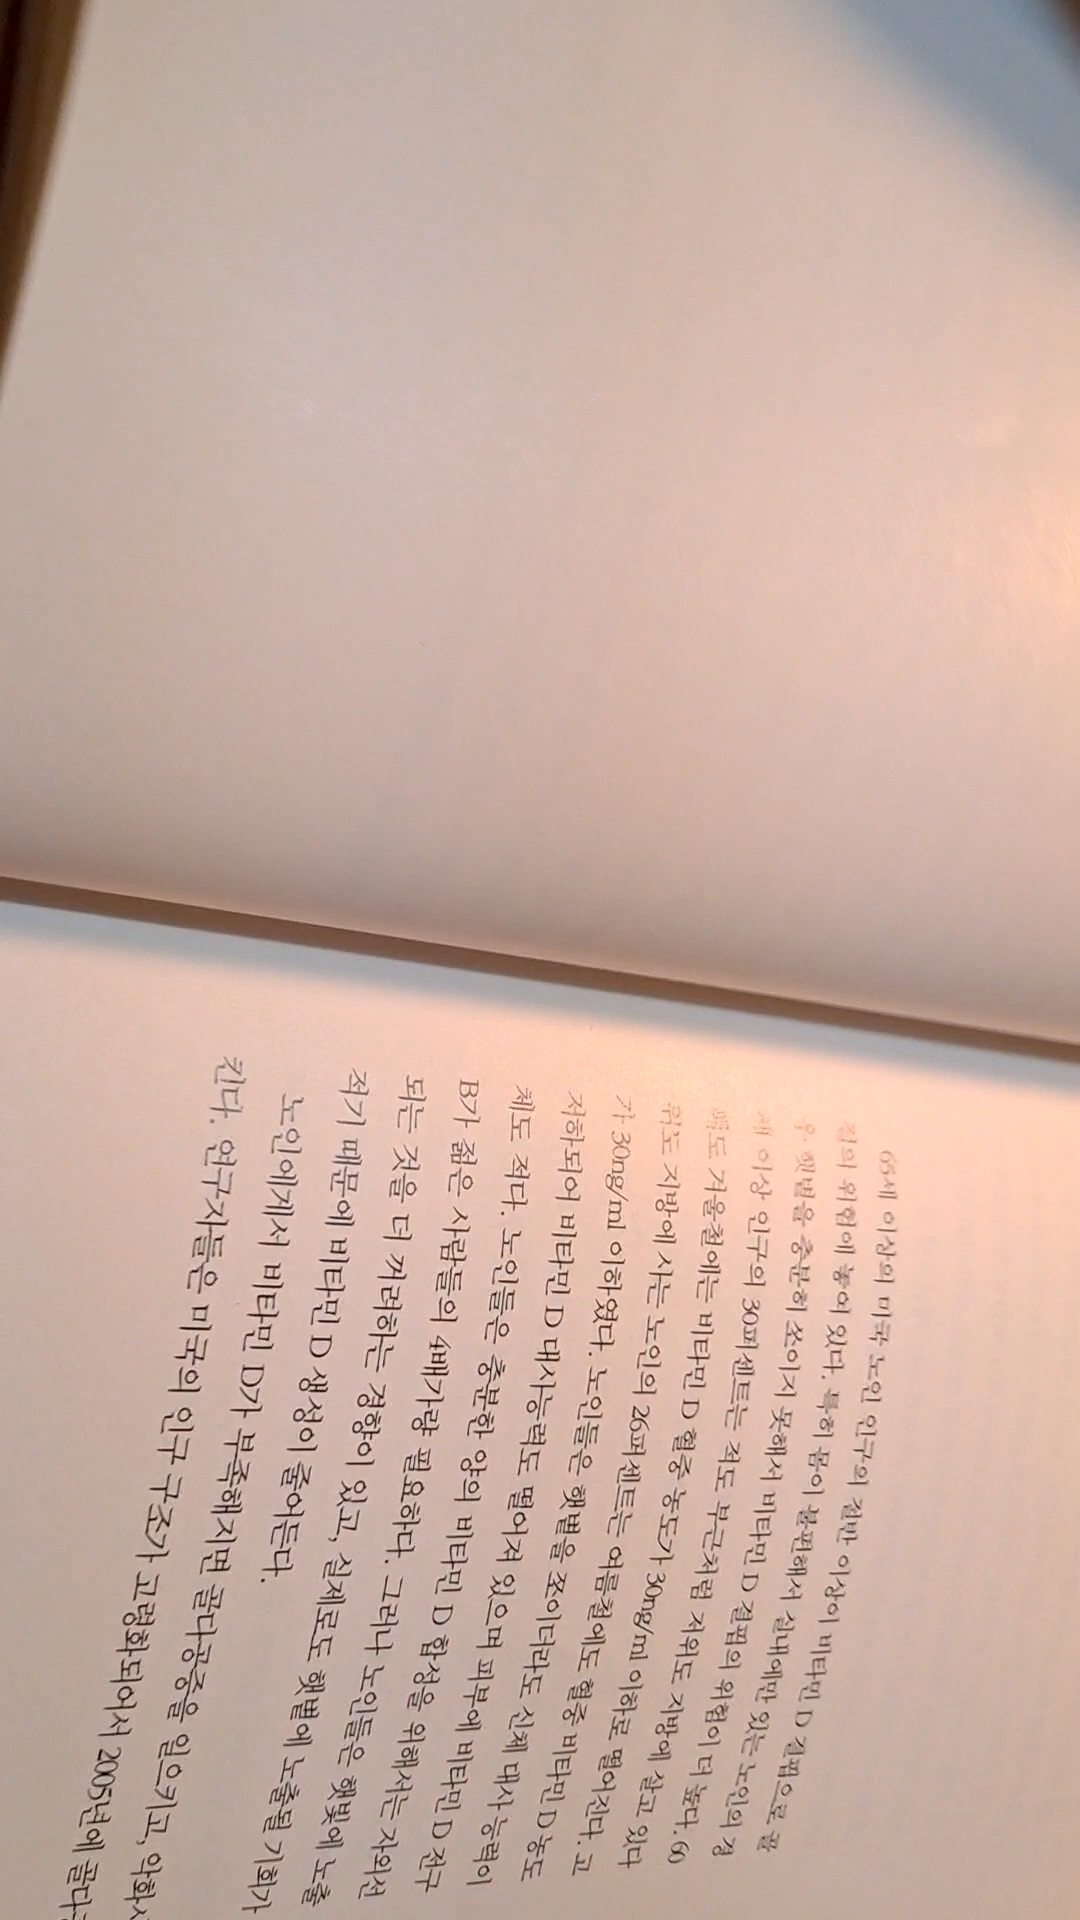 65세 이상의 미국 노인 인구의 절반 이상이 비타민 D 결핍으로 골
절의 위험에 놓여 있다. 특히 몸이 불편해서 실내에만 있는 노인의 경
우 햇볕을 충분히 쪼이지 못해서 비타민 D 결핍의 위험이 더 높다. 60
세 이상 인구의 30퍼센트는 적도 부근처럼 저위도 지방에 살고 있다
해도 겨울철에는 비타민 D 혈중 농도가 30ng/ml 이하로 떨어진다. 고
위도 지방에 사는 노인의 26퍼센트는 여름철에도 혈중 비타민 D 농도
가 30ng/ml 이하였다. 노인들은 햇볕을 쪼이더라도 신체 대사 능력이
저하되어 비타민 D 대사능력도 떨어져 있으며 피부에 비타민 D 전구
체도 적다. 노인들은 충분한 양의 비타민 D 합성을 위해서는 자외선
B가 젊은 사람들의 4배가량 필요하다. 그러나 노인들은 햇빛에 노출
되는 것을 더 꺼려하는 경향이 있고, 실제로도 햇볕에 노출될 기회가
적기 때문에 비타민 D 생성이 줄어든다.
노인에게서 비타민 D가 부족해지면 골다공증을 일으키고, 악화시
킨다. 연구자들은 미국의 인구 구조가 고령화되어서 2005년에 골다공